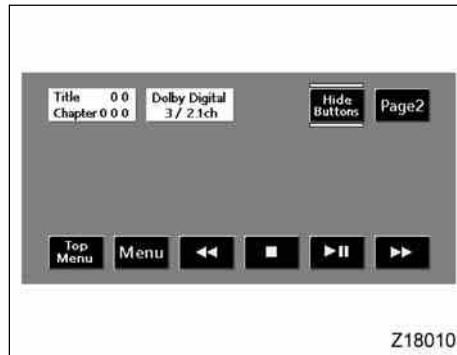 Title 0 0
Chapter 0 0 0
Dolby Digital
3 / 2.1ch
Hide
Buttons
Page2
Top
Menu
Menu
Z18010